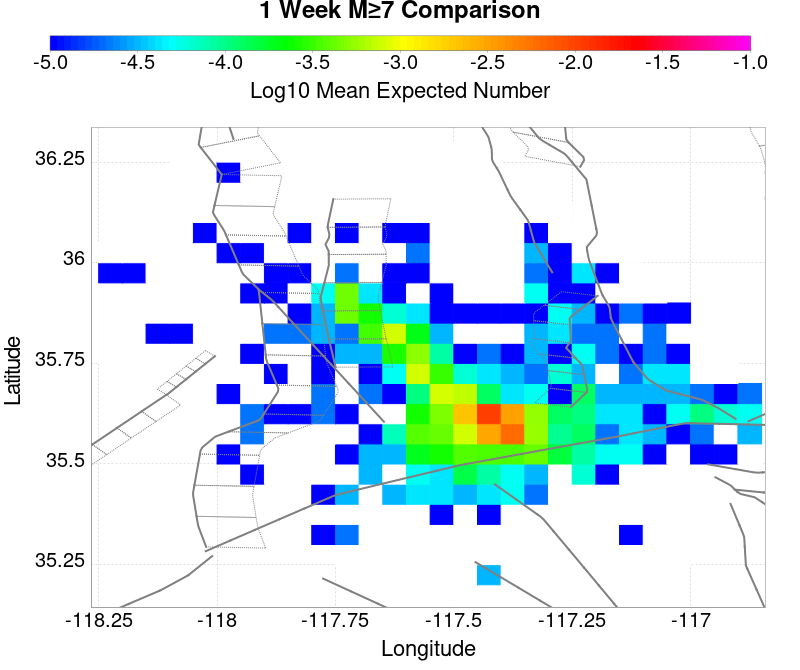 1 Week M≥7 Comparison
-5.0 -4.5 -4.0 -3.5 -3.0 -2.5 -2.0 -1.5 -1.0
Log10 Mean Expected Number
36.25
36
35.75
35.5
35.25
Latitude
-118.25 -118 -117.75 -117.5 -117.25 -117
Longitude